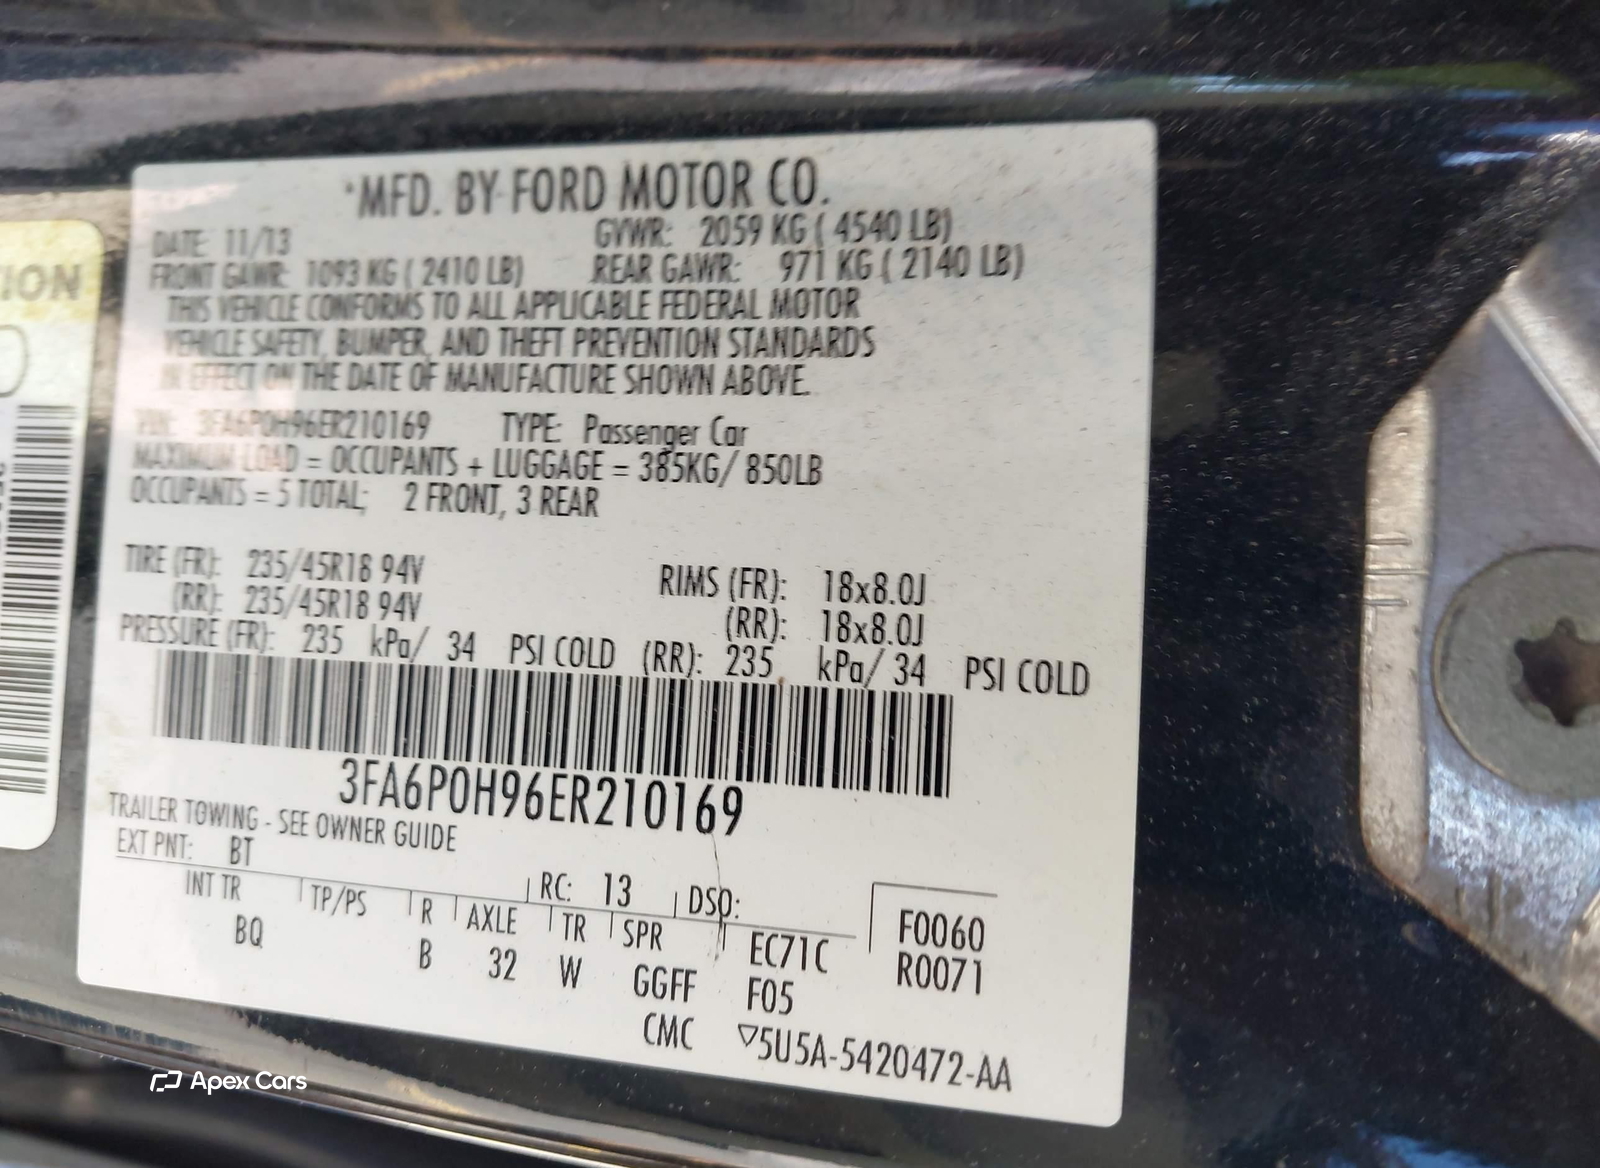 MFD. BY FORD MOTOR CO.
DATE: 11/13 GVWR: 2059 KG ( 4540 LB)
FRONT GAWR: 1093 KG ( 2410 LB) REAR GAWR: 971 KG ( 2140 LB)
THIS VEHICLE CONFORMS TO ALL APPLICABLE FEDERAL MOTOR
VEHICLE SAFETY, BUMPER, AND THEFT PREVENTION STANDARDS
IN EFFECT ON THE DATE OF MANUFACTURE SHOWN ABOVE.
VIN: 3FA6P0H96ER210169 TYPE: Passenger Car
MAXIMUM LOAD = OCCUPANTS + LUGGAGE = 385KG/ 850LB
OCCUPANTS = 5 TOTAL; 2 FRONT, 3 REAR
TIRE (FR): 235/45R18 94V RIMS (FR): 18x8.0J
(RR): 235/45R18 94V (RR): 18x8.0J
PRESSURE (FR): 235 kPa/ 34 PSI COLD (RR): 235 kPa/ 34 PSI COLD
3FA6P0H96ER210169
TRAILER TOWING - SEE OWNER GUIDE
EXT PNT: BT RC: 13 DSO:
INT TR TP/PS R AXLE TR SPR EC71C F0060
BQ B 32 W GGFF F05 R0071
CMC ▽5U5A-5420472-AA
ION
Apex Cars